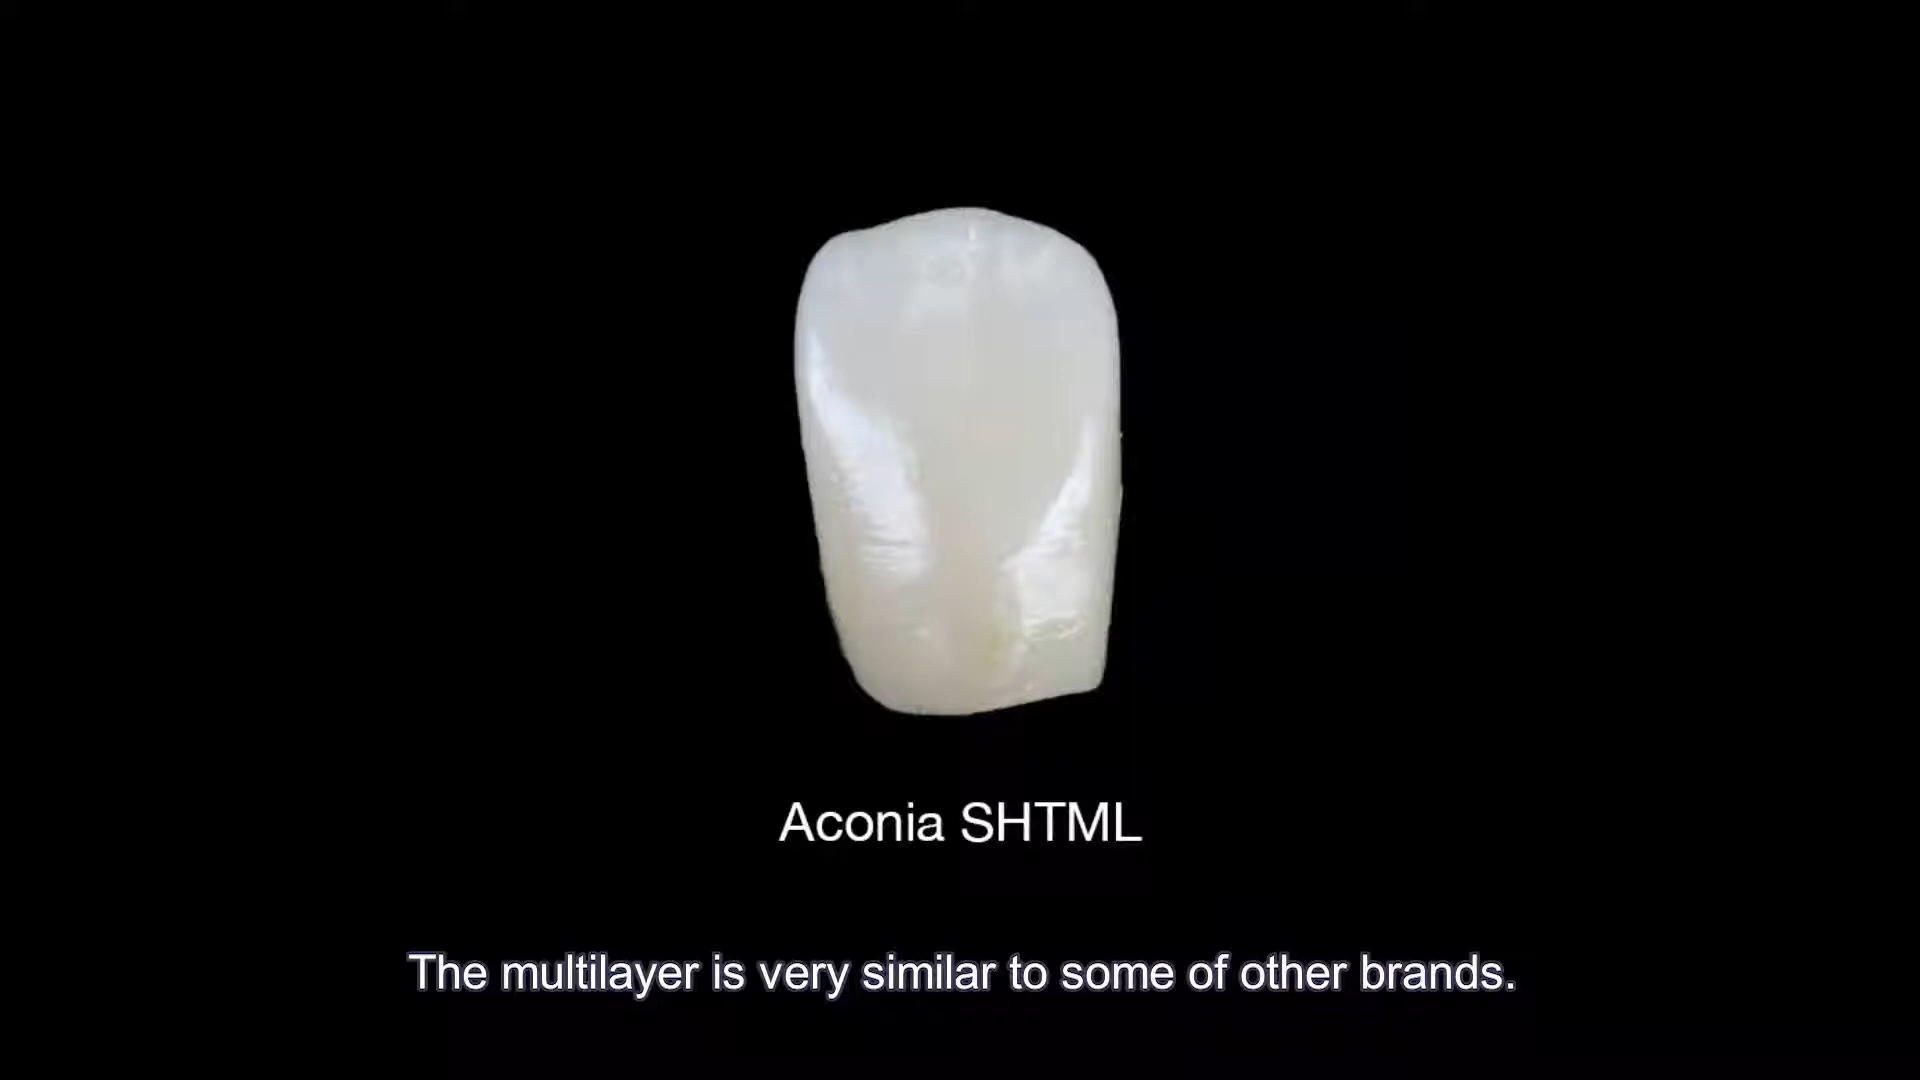 Aconia SHTML
The multilayer is very similar to some of other brands.